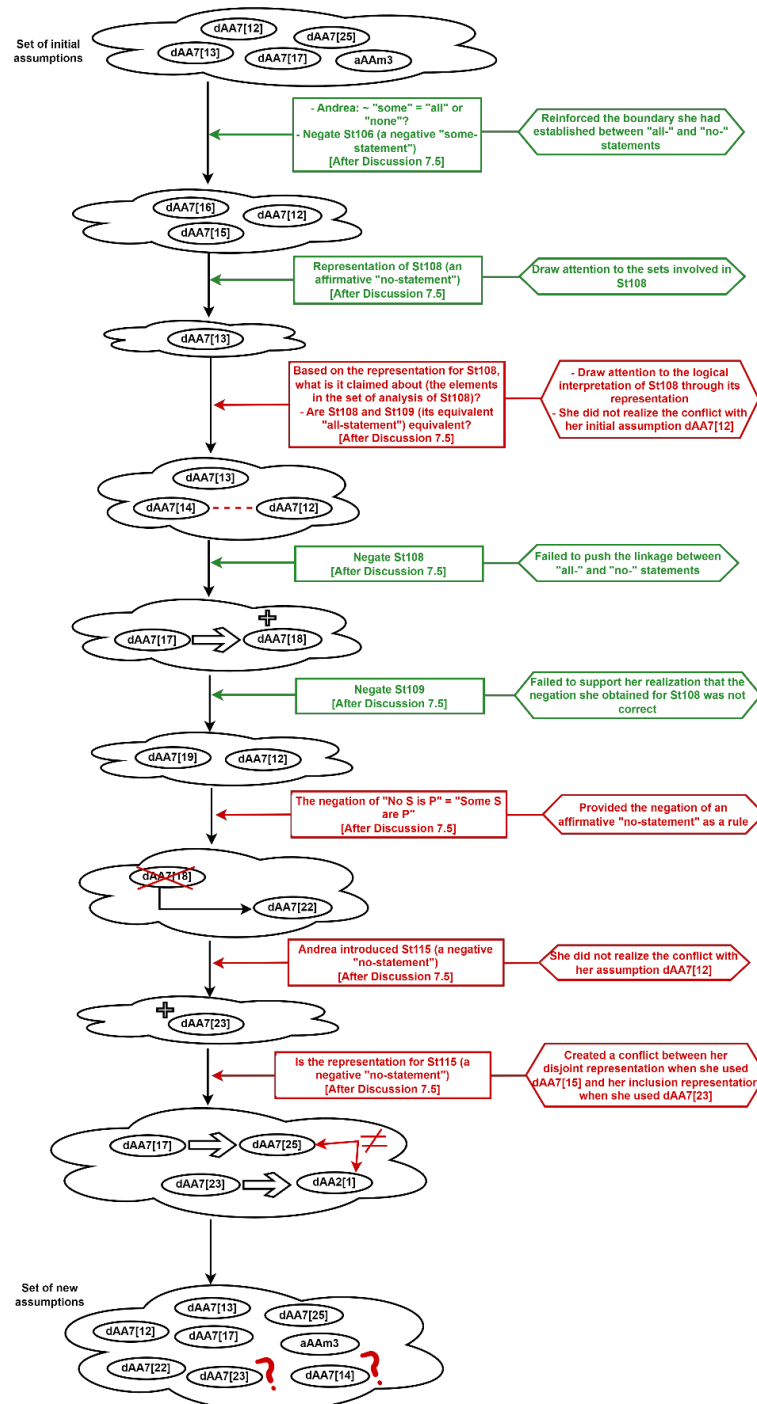 dAA7[12]
dAA7[25]
Set of initial
assumptions
dAA7[13]
dAA7[17]
aAAm3
- Andrea: ~ "some" = "all" or
"none"?
- Negate St106 (a negative "some-
statement")
[After Discussion 7.5]
Reinforced the boundary she had
established between "all-" and "no-"
statements
dAA7[16]
dAA7[12]
dAA7[15]
Representation of St108 (an
affirmative "no-statement")
[After Discussion 7.5]
Draw attention to the sets involved in
St108
dAA7[13]
Based on the representation for St108,
what is it claimed about (the elements
in the set of analysis of St108)?
- Are St108 and St109 (its equivalent
"all-statement") equivalent?
[After Discussion 7.5]
- Draw attention to the logical
interpretation of St108 through its
representation
- She did not realize the conflict with
her initial assumption dAA7[12]
dAA7[13]
dAA7[14]
dAA7[12]
Negate St108
[After Discussion 7.5]
Failed to push the linkage between
"all-" and "no-" statements
dAA7[17]
dAA7[18]
Negate St109
[After Discussion 7.5]
Failed to support her realization that the
negation she obtained for St108 was not
correct
dAA7[19]
dAA7[12]
The negation of "No S is P" = "Some S
are P"
[After Discussion 7.5]
Provided the negation of an
affirmative "no-statement" as a rule
dAA7[18]
dAA7[22]
Andrea introduced St115 (a negative
"no-statement")
[After Discussion 7.5]
She did not realize the conflict with
her assumption dAA7[12]
dAA7[23]
Is the representation for St115 (a
negative "no-statement")
[After Discussion 7.5]
Created a conflict between her
disjoint representation when she used
dAA7[15] and her inclusion representation
when she used dAA7[23]
dAA7[17]
dAA7[25]
≠
dAA7[23]
dAA2[1]
Set of new
assumptions
dAA7[13]
dAA7[25]
dAA7[12]
dAA7[17]
aAAm3
dAA7[22]
dAA7[23]
?
dAA7[14]
?